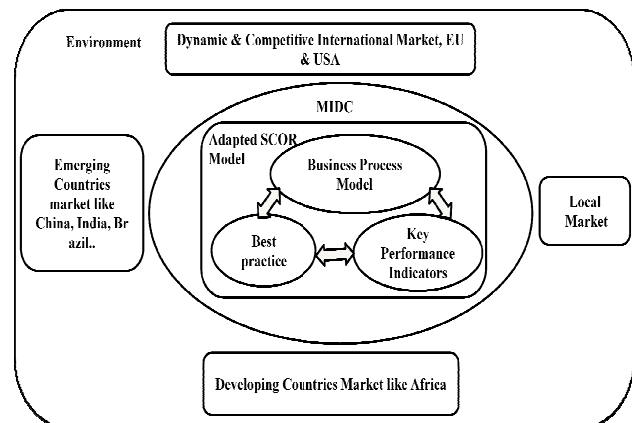 Environment
Dynamic & Competitive International Market, EU
& USA
MIDC
Adapted SCOR
Model
Business Process
Model
Emerging
Countries
market like
China, India, Br
azil..
Local
Market
Best
practice
Key
Performance
Indicators
Developing Countries Market like Africa